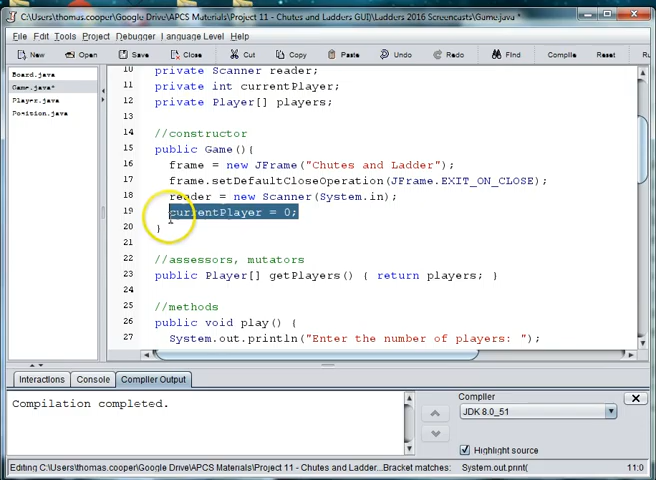 C:\Users\thomas.cooper\Google Drive\APCS Materials\Project 11 - Chutes and Ladders GUI\Ladders 2016 Screencasts\Game.java *
File Edit Tools Project Debugger Language Level Help
New Open Save Close Cut Copy Paste Undo Redo Find Compile Reset
Board.java
Game.java*
Player.java
Position.java
10 private Scanner reader;
11 private int currentPlayer;
12 private Player[] players;
13
14 //constructor
15 public Game(){
16 frame = new JFrame("Chutes and Ladder");
17 frame.setDefaultCloseOperation(JFrame.EXIT_ON_CLOSE);
18 reader = new Scanner(System.in);
19 currentPlayer = 0;
20 }
21
22 //assessors, mutators
23 public Player[] getPlayers() { return players; }
24
25 //methods
26 public void play() {
27 System.out.println("Enter the number of players: ");
Interactions Console Compiler Output
Compilation completed.
Compiler
JDK 8.0_51
Highlight source
Editing C:\Users\thomas.cooper\Google Drive\APCS Materials\Project 11 - Chutes and Ladder... Bracket matches: System.out.print( 11:0